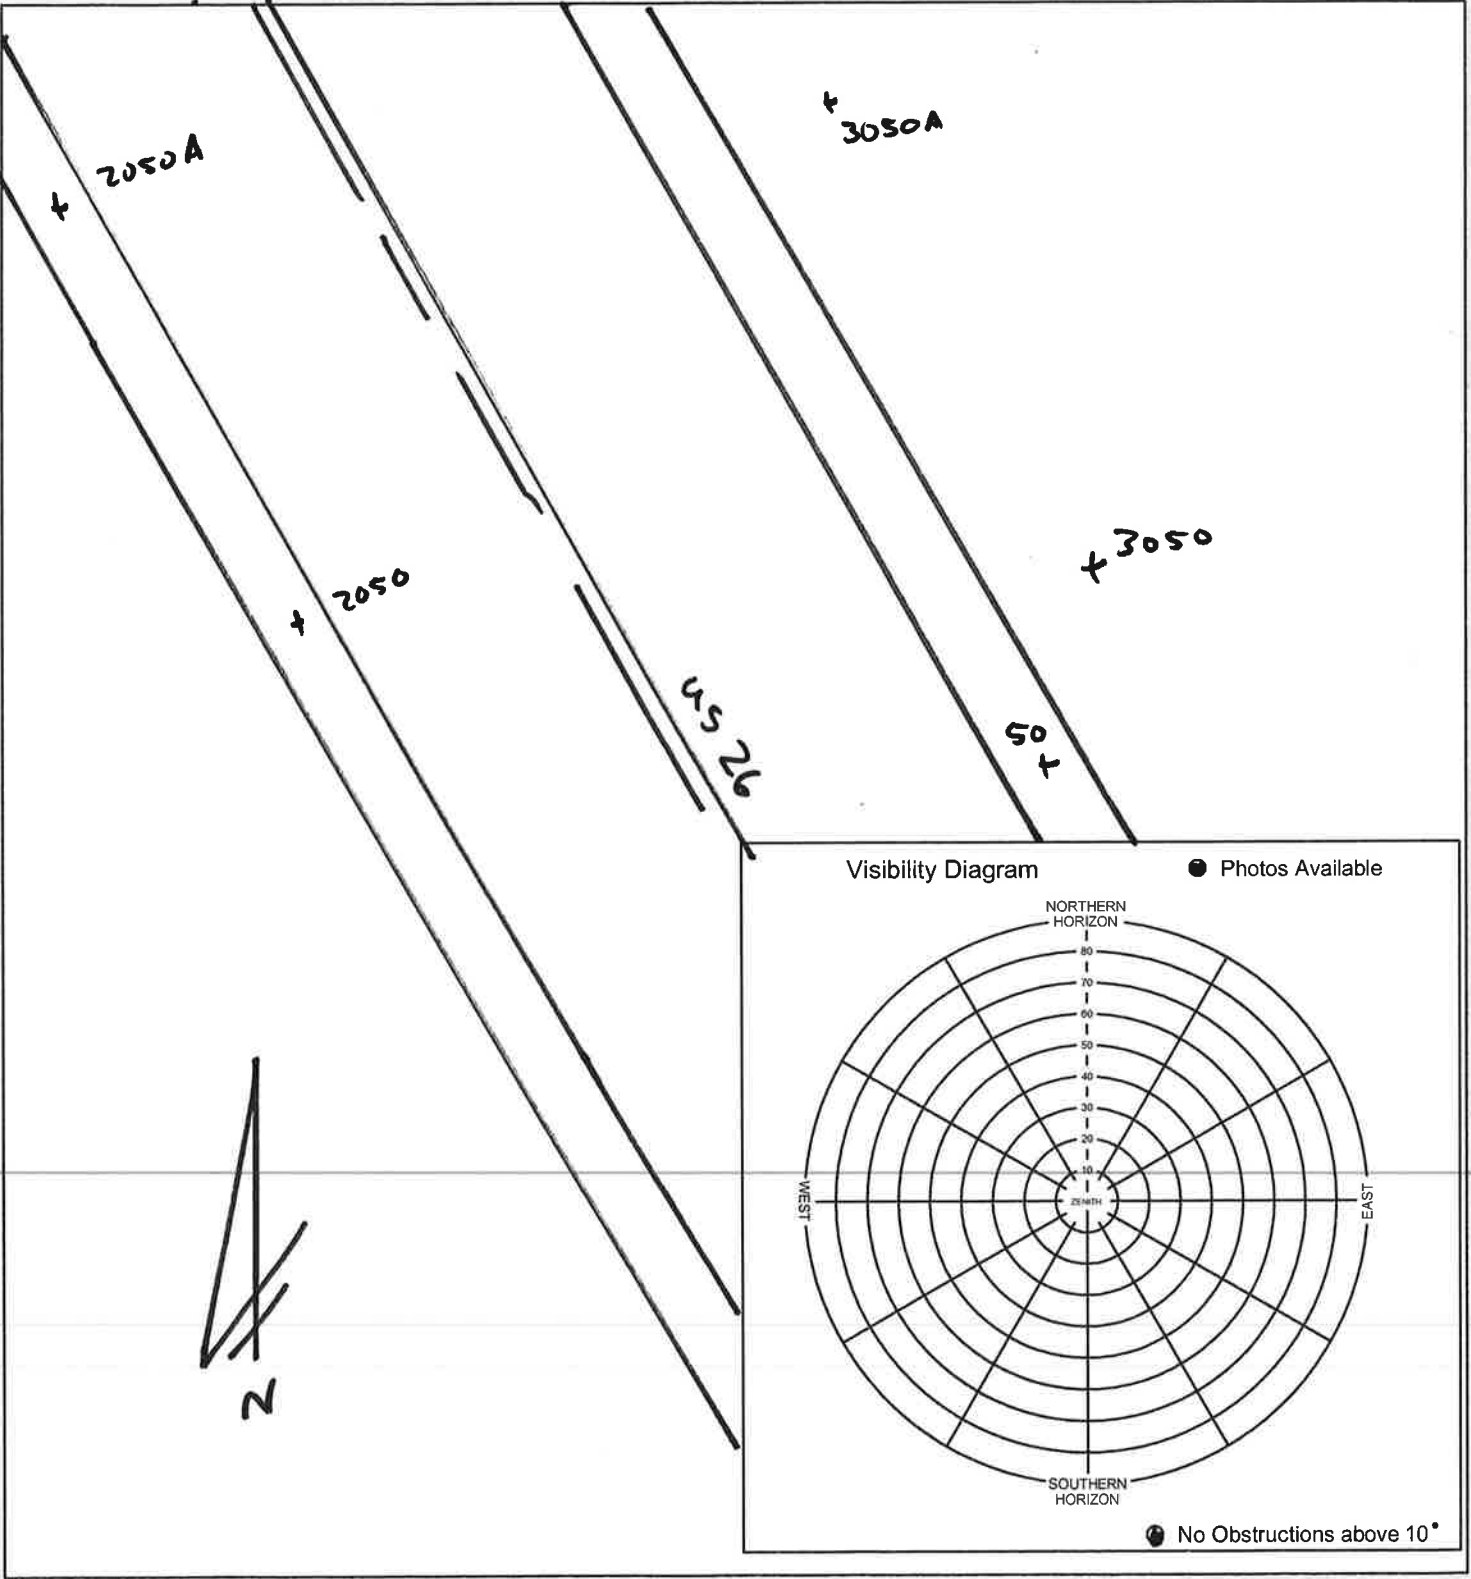 3050A
2050A
3050
2050
US 26
50
Visibility Diagram
Photos Available
NORTHERN
HORIZON
80
70
60
50
40
30
20
10
ZENITH
WEST
EAST
SOUTHERN
HORIZON
No Obstructions above 10°
N